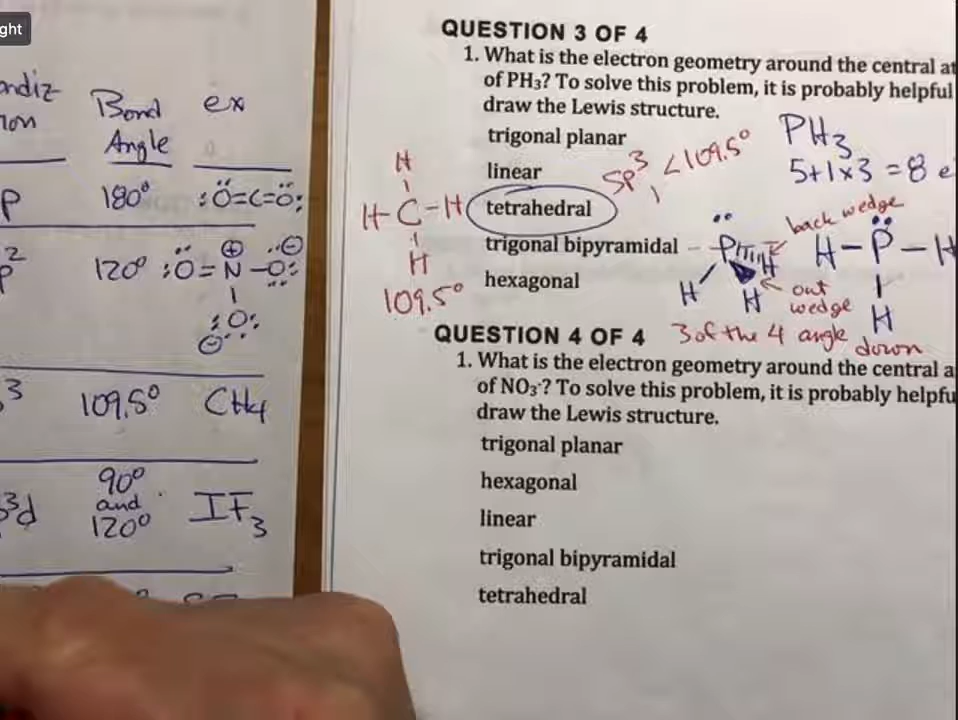 ght
ndiz
ion
Bond
Angle
ex
p
180°
:Ö=C=Ö:
2
p
120°
:Ö=N-O:
:O:
3
109.5°
CH4
3d
90°
and
120°
IF3
QUESTION 3 OF 4
1. What is the electron geometry around the central at
of PH3? To solve this problem, it is probably helpful
draw the Lewis structure.
trigonal planar
linear
tetrahedral
trigonal bipyramidal
hexagonal
H
H-C-H
H
109.5°
sp3
<109.5°
PH3
5+1x3=8 e
back wedge
P
H
H
H
out
wedge
H-P-H
H
3 of the 4 angle
down
QUESTION 4 OF 4
1. What is the electron geometry around the central a
of NO3-? To solve this problem, it is probably helpfu
draw the Lewis structure.
trigonal planar
hexagonal
linear
trigonal bipyramidal
tetrahedral